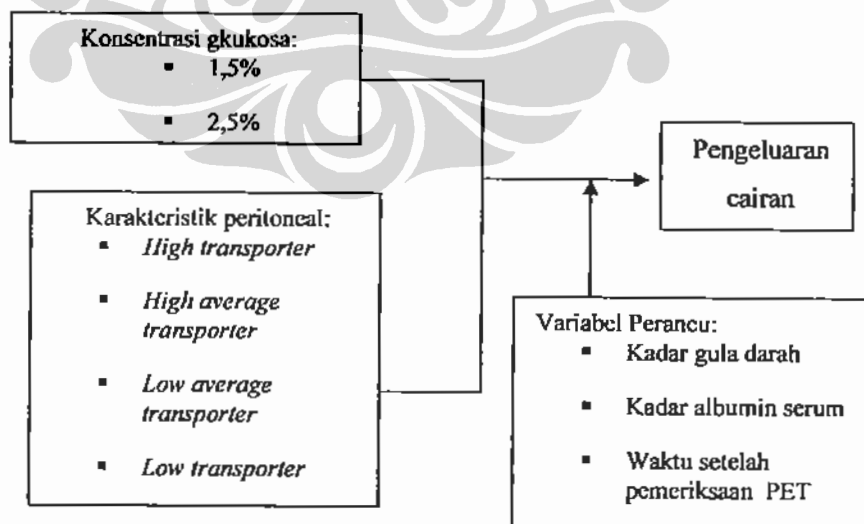 Konsentrasi gkukosa:
▪ 1,5%
▪ 2,5%
Karakteristik peritoneal:
▪ High transporter
▪ High average
transporter
▪ Low average
transporter
▪ Low transporter
Pengeluaran
cairan
Variabel Perancu:
▪ Kadar gula darah
▪ Kadar albumin serum
▪ Waktu setelah
pemeriksaan PET